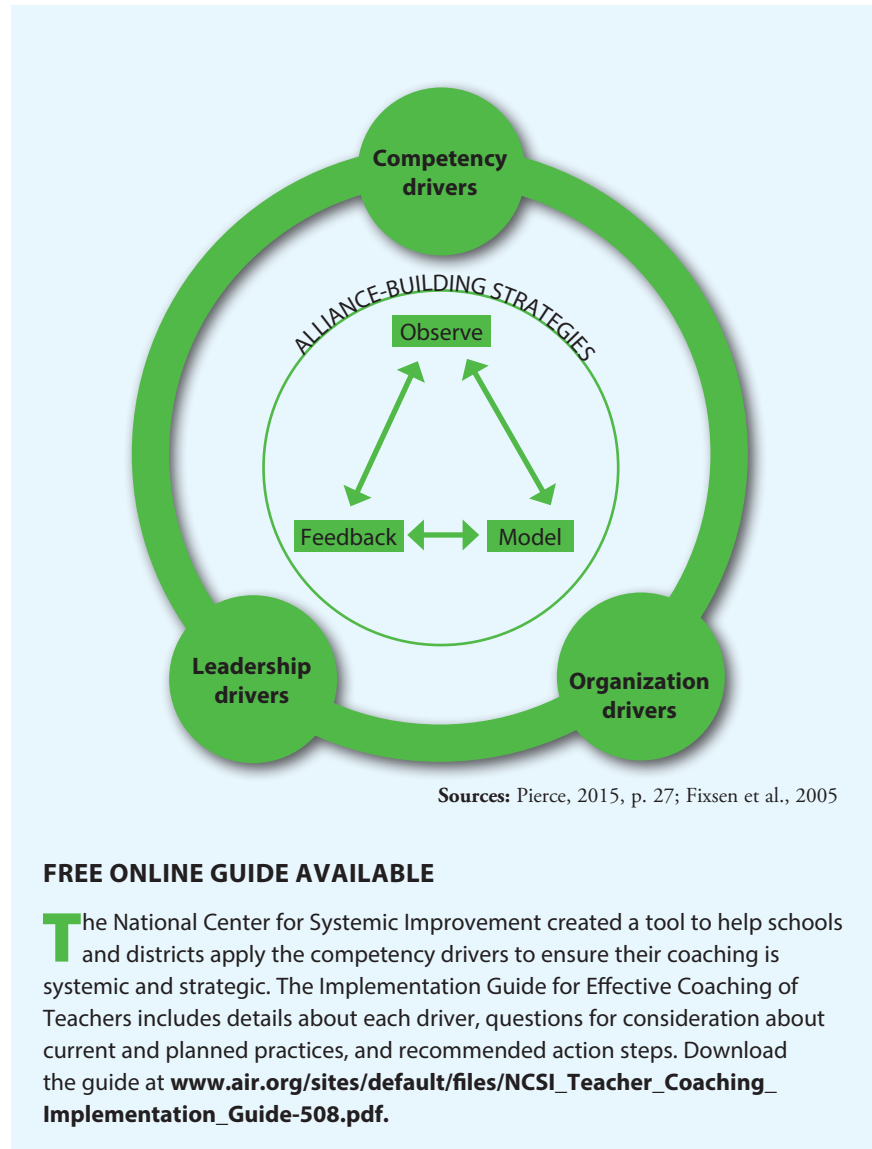 Competency
drivers
ALLIANCE-BUILDING STRATEGIES
Observe
Feedback
Model
Leadership
drivers
Organization
drivers
Sources: Pierce, 2015, p. 27; Fixsen et al., 2005
FREE ONLINE GUIDE AVAILABLE
The National Center for Systemic Improvement created a tool to help schools
and districts apply the competency drivers to ensure their coaching is
systemic and strategic. The Implementation Guide for Effective Coaching of
Teachers includes details about each driver, questions for consideration about
current and planned practices, and recommended action steps. Download
the guide at www.air.org/sites/default/files/NCSI_Teacher_Coaching_
Implementation_Guide-508.pdf.